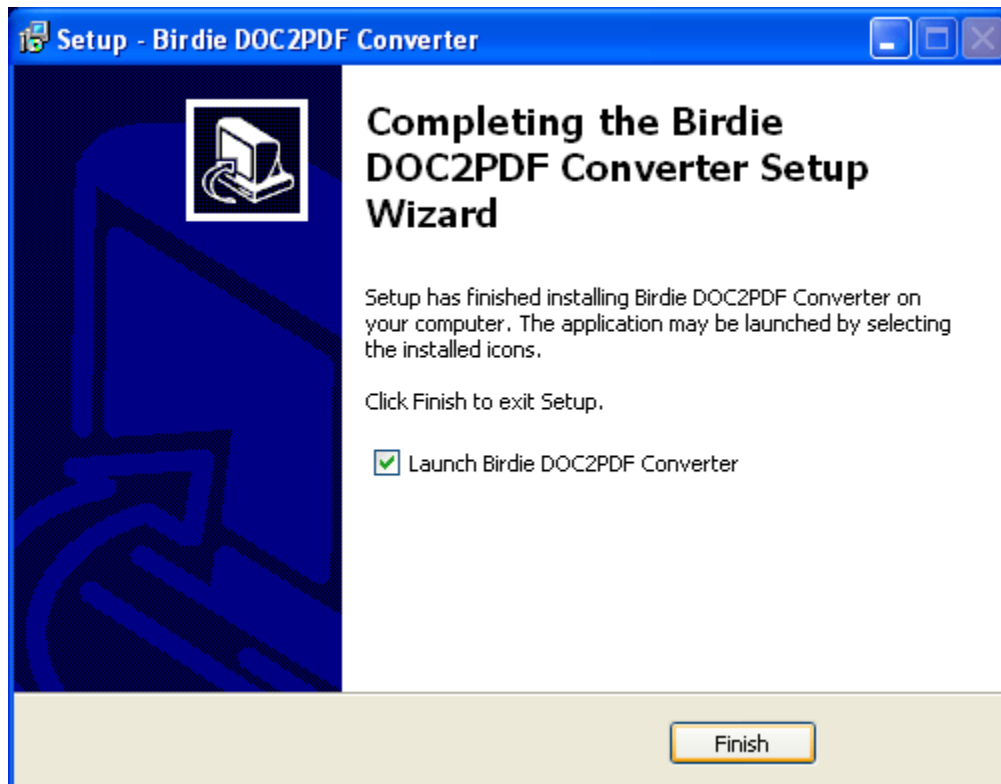 Setup - Birdie DOC2PDF Converter
Completing the Birdie
DOC2PDF Converter Setup
Wizard
Setup has finished installing Birdie DOC2PDF Converter on
your computer. The application may be launched by selecting
the installed icons.
Click Finish to exit Setup.
Launch Birdie DOC2PDF Converter
Finish